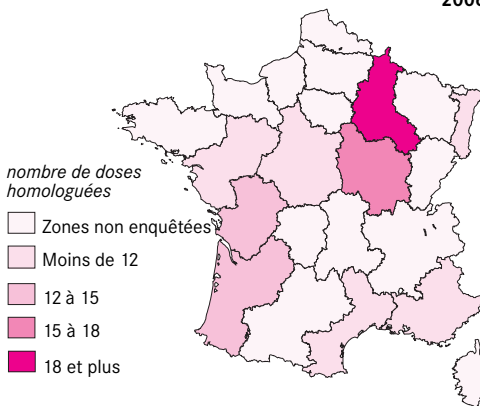 nombre de doses
homologuées
Zones non enquêtées
Moins de 12
12 à 15
15 à 18
18 et plus